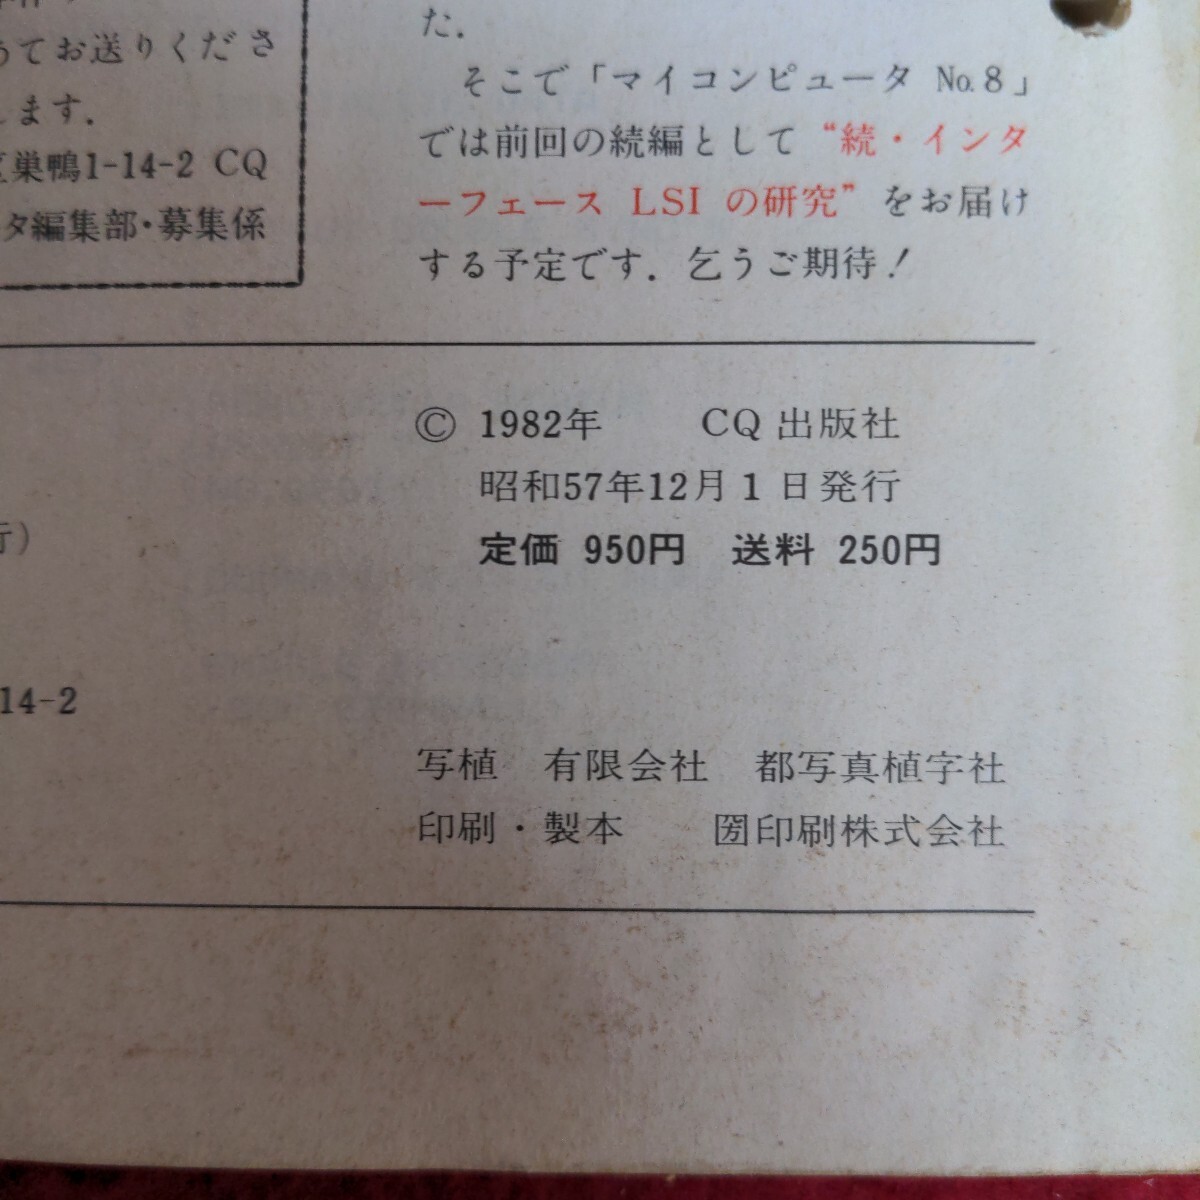 てお送りくださ
します.
巣鴨1-14-2 CQ
タ編集部・募集係
た.
そこで「マイコンピュータ No.8」
では前回の続編として“続・インタ
ーフェース LSI の研究”をお届け
する予定です. 乞うご期待!
© 1982年 CQ 出版社
昭和57年12月1日発行
定価 950円 送料 250円
行)
14-2
写植 有限会社 都写真植字社
印刷・製本 印刷株式会社